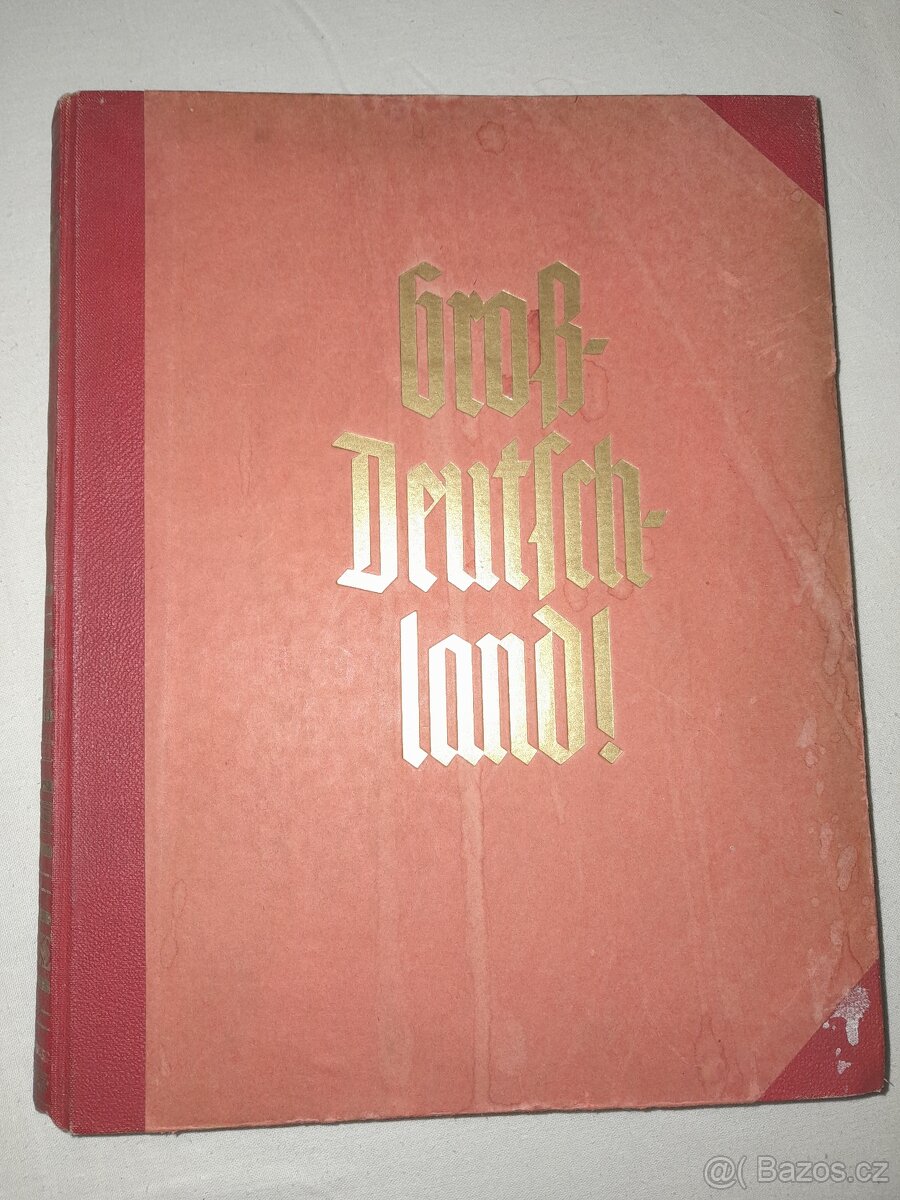 Groß-
Deutsch-
land!
@( Bazos.cz